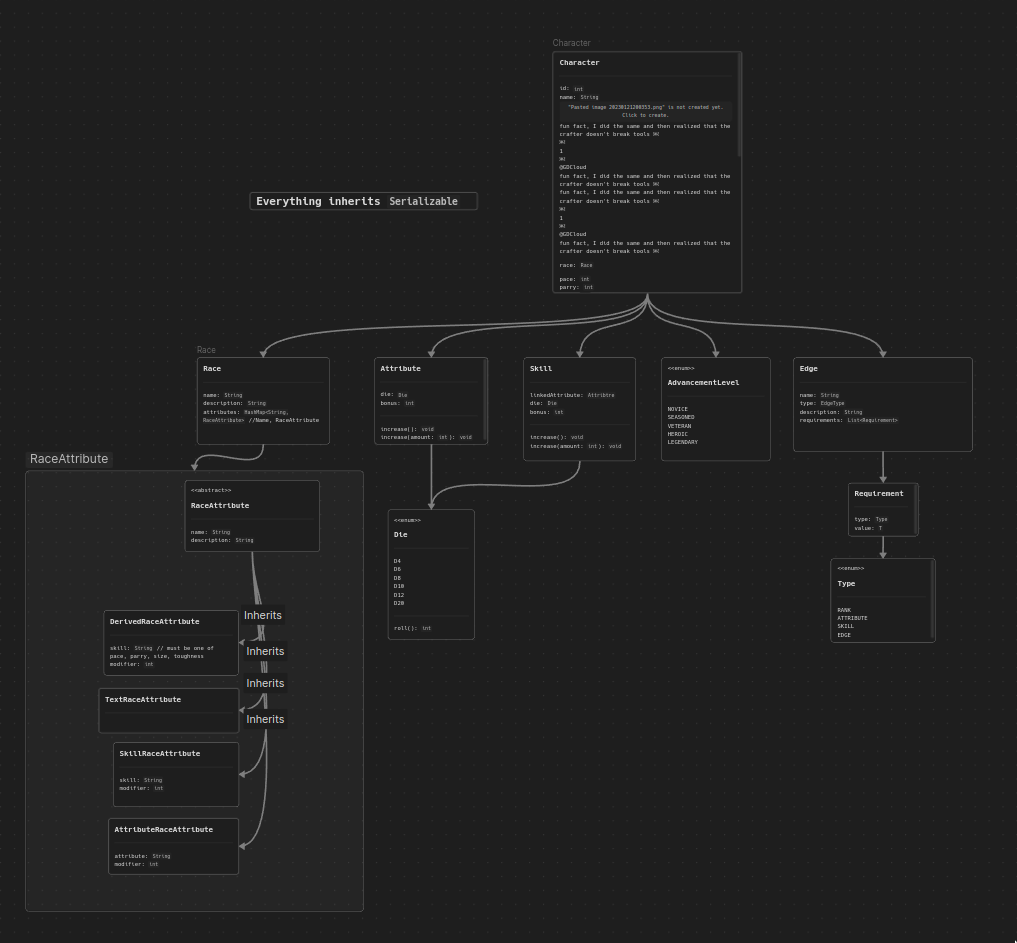 Character
Character
id: int
name: String
"Pasted image 20230121200353.png" is not created yet.
Click to create.
fun fact, I did the same and then realized that the
crafter doesn't break tools ￼
￼
1
￼
@GDCloud
fun fact, I did the same and then realized that the
crafter doesn't break tools ￼
fun fact, I did the same and then realized that the
crafter doesn't break tools ￼
￼
1
￼
@GDCloud
fun fact, I did the same and then realized that the
crafter doesn't break tools ￼
race: Race
pace: int
parry: int
Everything inherits Serializable
Race
Race
name: String
description: String
attributes: HashMap<String,
RaceAttribute> //Name, RaceAttribute
Attribute
die: Die
bonus: int
increase(): void
increase(amount: int): void
Skill
linkedAttribute: Attribtre
die: Die
bonus: int
increase(): void
increase(amount: int): void
<<enum>>
AdvancementLevel
NOVICE
SEASONED
VETERAN
HEROIC
LEGENDARY
Edge
name: String
type: EdgeType
description: String
requirements: List<Requirement>
RaceAttribute
<<abstract>>
RaceAttribute
name: String
description: String
<<enum>>
Die
D4
D6
D8
D10
D12
D20
roll(): int
Requirement
type: Type
value: T
<<enum>>
Type
RANK
ATTRIBUTE
SKILL
EDGE
Inherits
DerivedRaceAttribute
skill: String // must be one of
pace, parry, size, toughness
modifier: int
Inherits
Inherits
TextRaceAttribute
Inherits
SkillRaceAttribute
skill: String
modifier: int
AttributeRaceAttribute
attribute: String
modifier: int